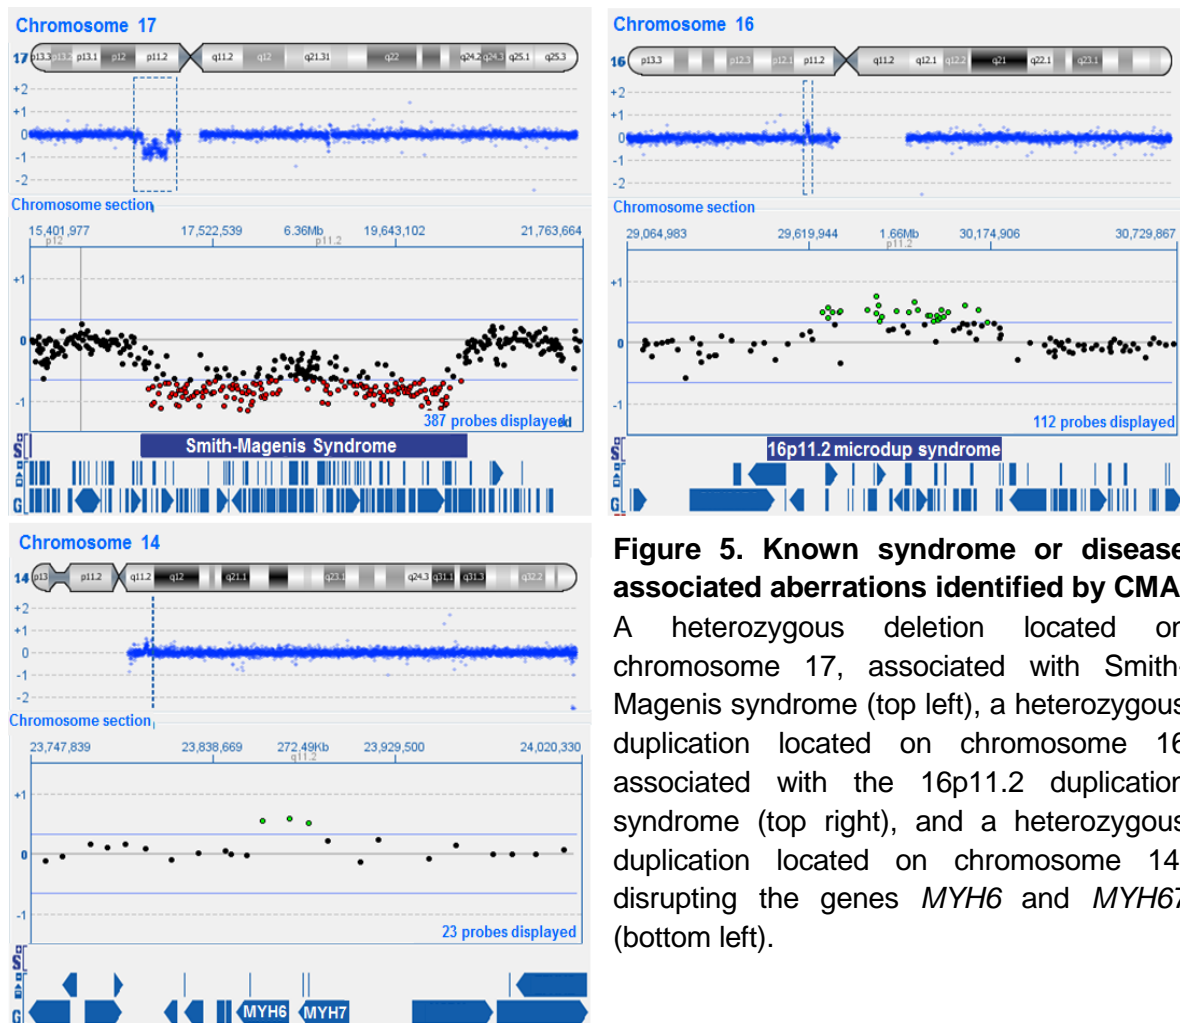 Chromosome 17
17 p13.3 p13.2 p13.1 p12 p11.2 q11.2 q12 q21.31 q22 q24.2 q24.3 q25.1 q25.3
+2
+1
0
-1
-2
Chromosome section
15,401,977 17,522,539 6.36Mb 19,643,102 21,763,664
p12 p11.2
+1
0
-1
387 probes displayed
S
Smith-Magenis Syndrome
G
Chromosome 16
16 p13.3 p12.3 p12.1 p11.2 q11.2 q12.1 q12.2 q21 q22.1 q23.1
+2
+1
0
-1
-2
Chromosome section
29,064,983 29,619,944 1.66Mb 30,174,906 30,729,867
p11.2
+1
0
-1
112 probes displayed
S
16p11.2 microdup syndrome
G
Chromosome 14
14 p13 p11.2 q11.2 q12 q21.1 q23.1 q24.3 q31.1 q31.3 q32.2
+2
+1
0
-1
-2
Chromosome section
23,747,839 23,838,669 272.49Kb 23,929,500 24,020,330
q11.2
+1
0
-1
23 probes displayed
S
G MYH6 MYH7
Figure 5. Known syndrome or disease
associated aberrations identified by CMA
A heterozygous deletion located on
chromosome 17, associated with Smith-
Magenis syndrome (top left), a heterozygous
duplication located on chromosome 16
associated with the 16p11.2 duplication
syndrome (top right), and a heterozygous
duplication located on chromosome 14
disrupting the genes MYH6 and MYH67
(bottom left).